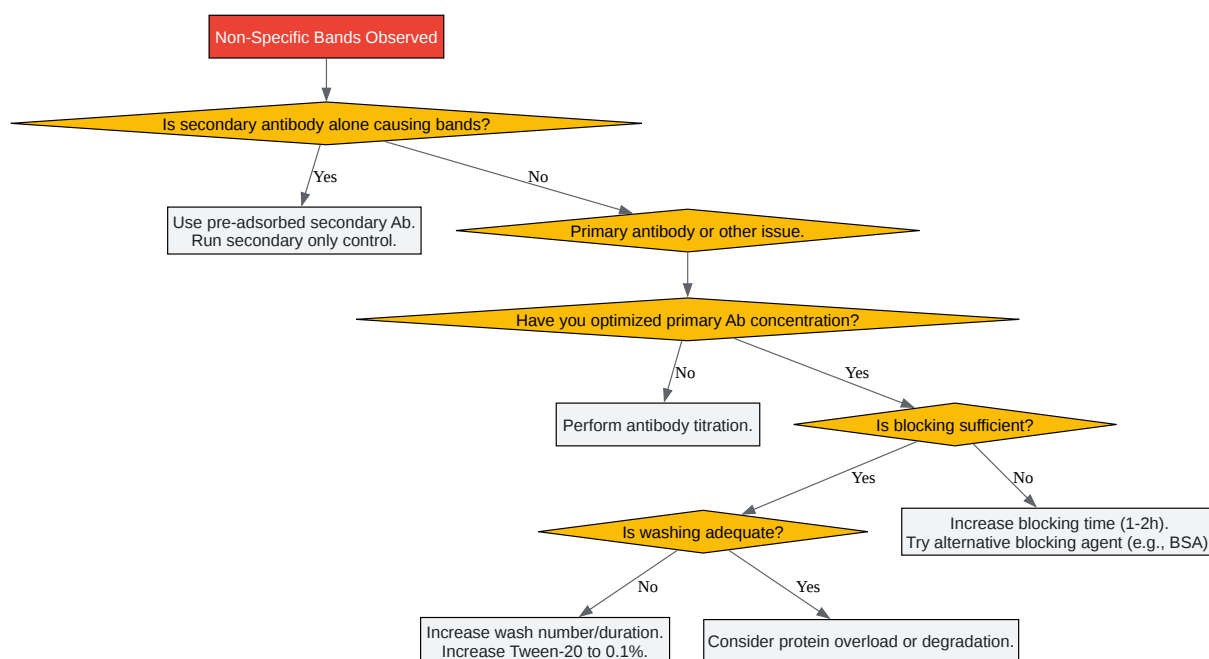 Non-Specific Bands Observed
Is secondary antibody alone causing bands?
Yes
No
Use pre-adsorbed secondary Ab.
Run secondary only control.
Primary antibody or other issue.
Have you optimized primary Ab concentration?
No
Yes
Perform antibody titration.
Is blocking sufficient?
Yes
No
Is washing adequate?
Increase blocking time (1-2h).
Try alternative blocking agent (e.g., BSA)
No
Yes
Increase wash number/duration.
Increase Tween-20 to 0.1%.
Consider protein overload or degradation.